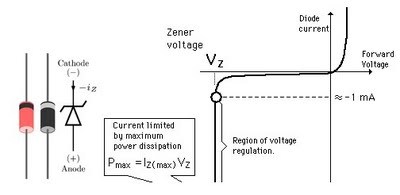 Cathode
(−)
−iZ
(+)
Anode
Zener
voltage
VZ
Diode
current
Forward
Voltage
≈ −1 mA
Current limited
by maximum
power dissipation
Pmax = IZ(max) VZ
Region of voltage
regulation.